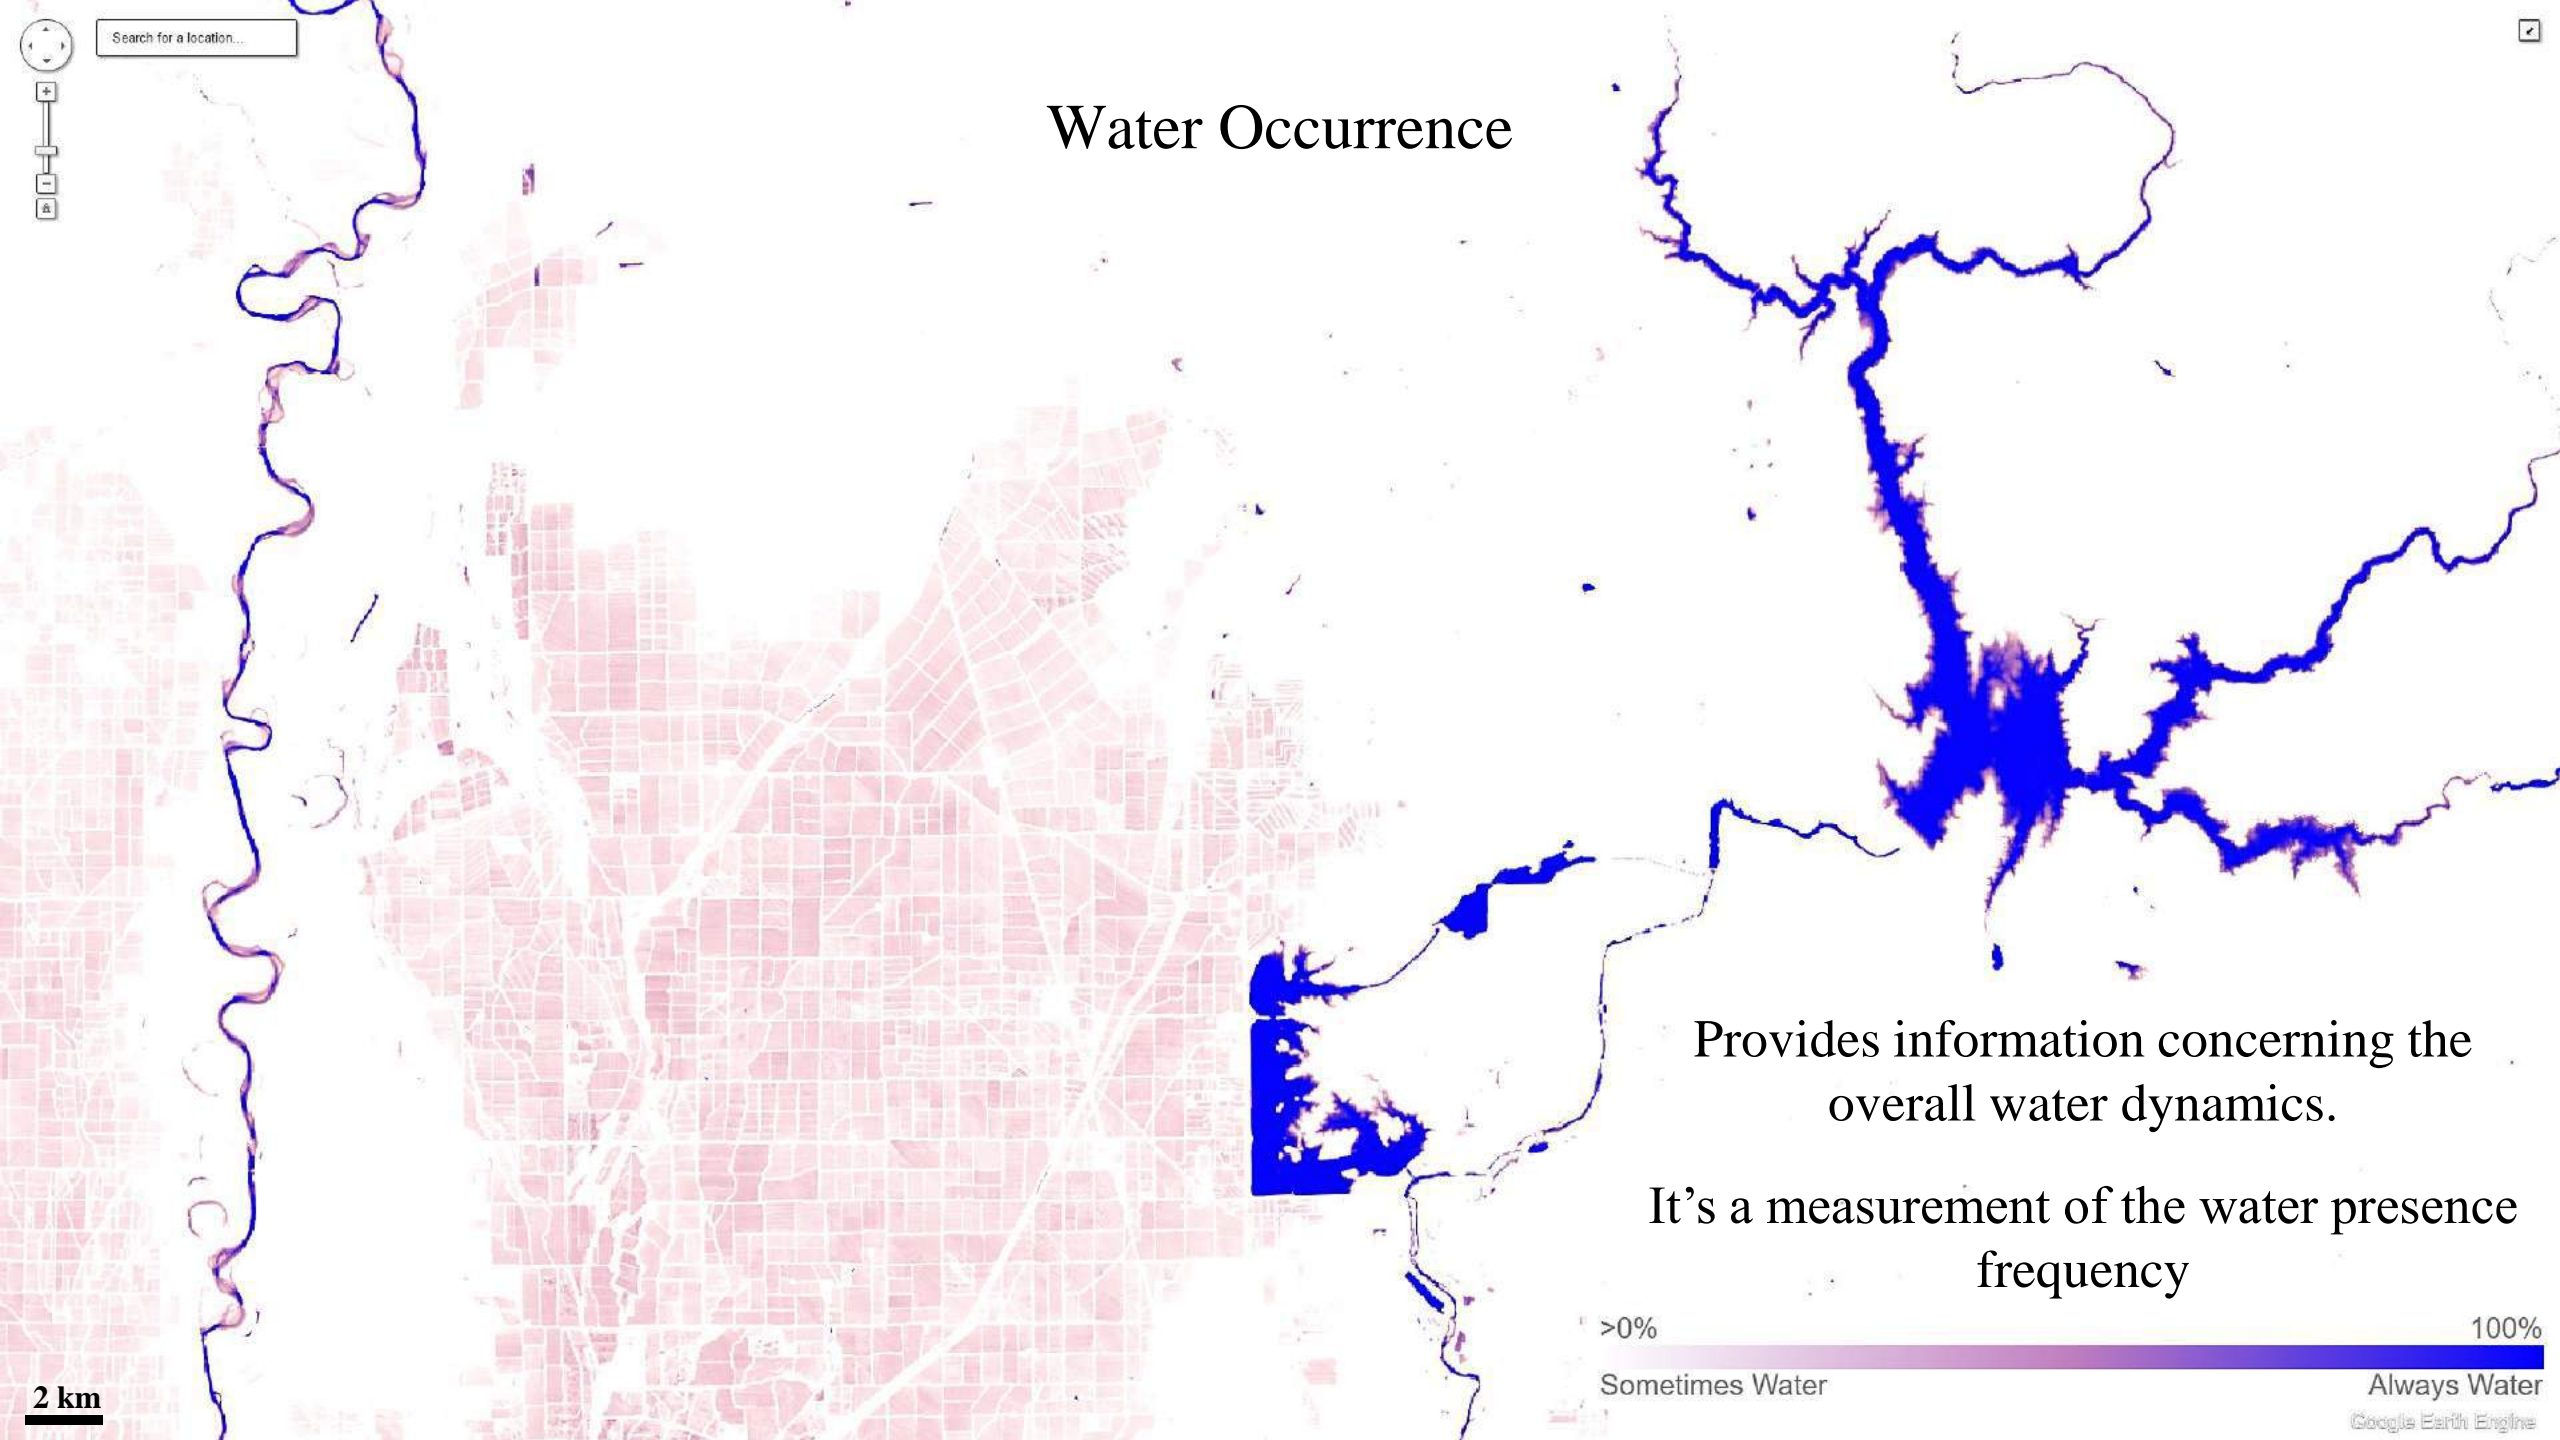 Search for a location...
Water Occurrence
Provides information concerning the
overall water dynamics.
It’s a measurement of the water presence
frequency
>0% 100%
Sometimes Water Always Water
2 km
Google Earth Engine